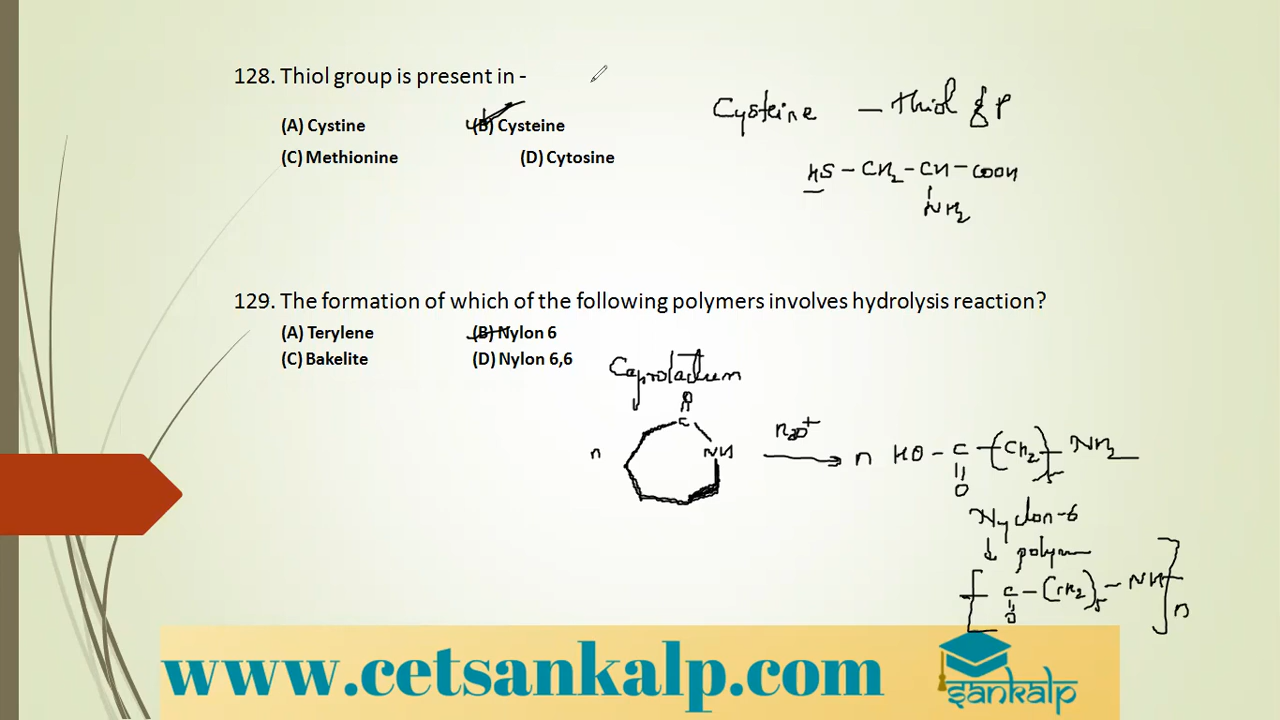 128. Thiol group is present in -
(A) Cystine (B) Cysteine
(C) Methionine (D) Cytosine
Cysteine — thiol gp
HS - CH2 - CH - COOH
NH2
129. The formation of which of the following polymers involves hydrolysis reaction?
(A) Terylene (B) Nylon 6
(C) Bakelite (D) Nylon 6,6
Caprolactum
O
C
NH
n
H3O+
n HO - C -(CH2)5- NH2
O
Nyclon-6
↓ polym
[ C - (CH2)5 - NH ]n
O
www.cetsankalp.com
sankalp